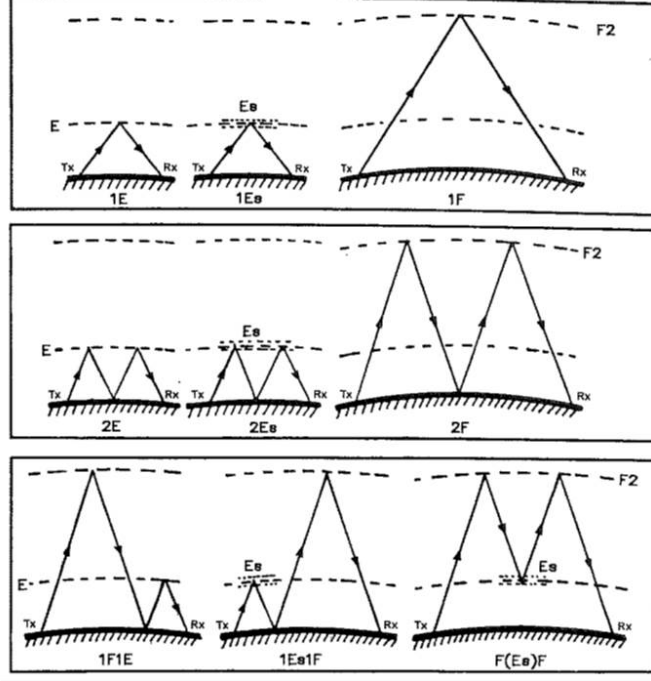 F2
Es
E
Tx Rx Tx Rx Tx Rx
1E 1Es 1F
F2
Es
E
Tx Rx Tx Rx Tx Rx
2E 2Es 2F
F2
Es Es
E
Tx Rx Tx Rx Tx Rx
1F1E 1Es1F F(Es)F